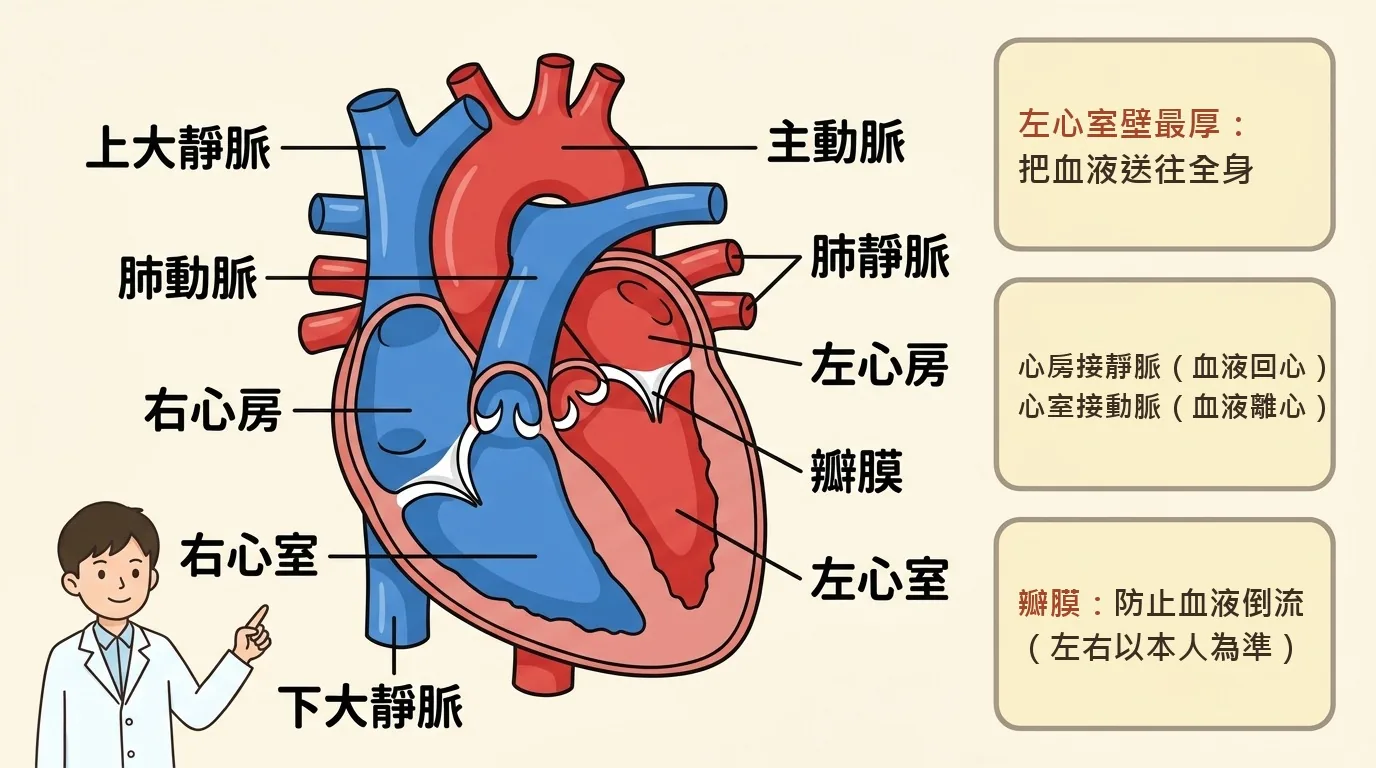 上大靜脈
肺動脈
右心房
右心室
下大靜脈
主動脈
肺靜脈
左心房
瓣膜
左心室
左心室壁最厚：
把血液送往全身
心房接靜脈（血液回心）
心室接動脈（血液離心）
瓣膜：防止血液倒流
（左右以本人為準）